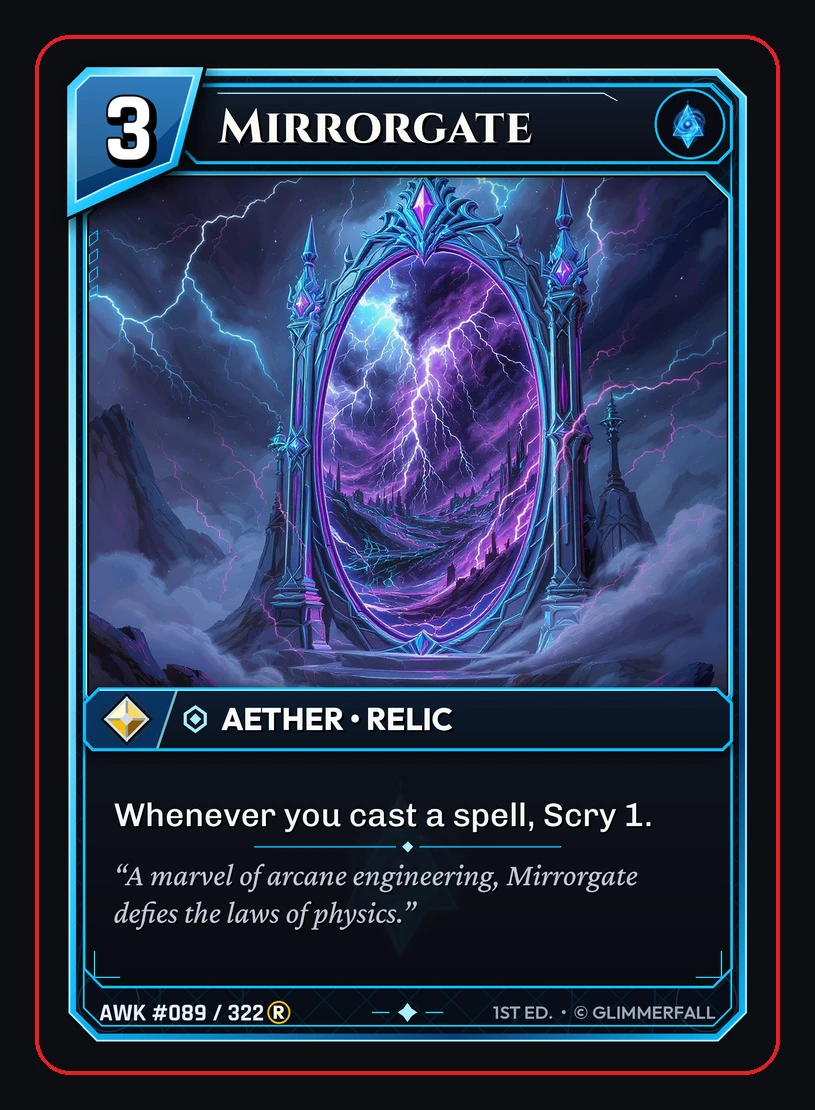 3
MIRRORGATE
AETHER • RELIC
Whenever you cast a spell, Scry 1.
“A marvel of arcane engineering, Mirrorgate
defies the laws of physics.”
AWK #089 / 322 R
1ST ED. • © GLIMMERFALL